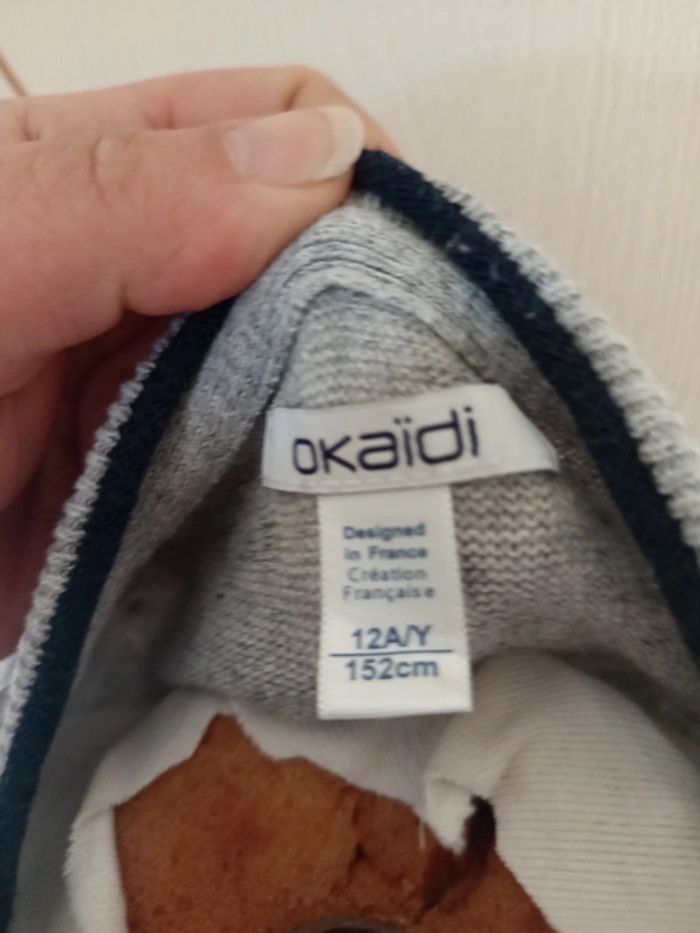 okaïdi
Designed
in France
Création
Française
12A/Y
152cm